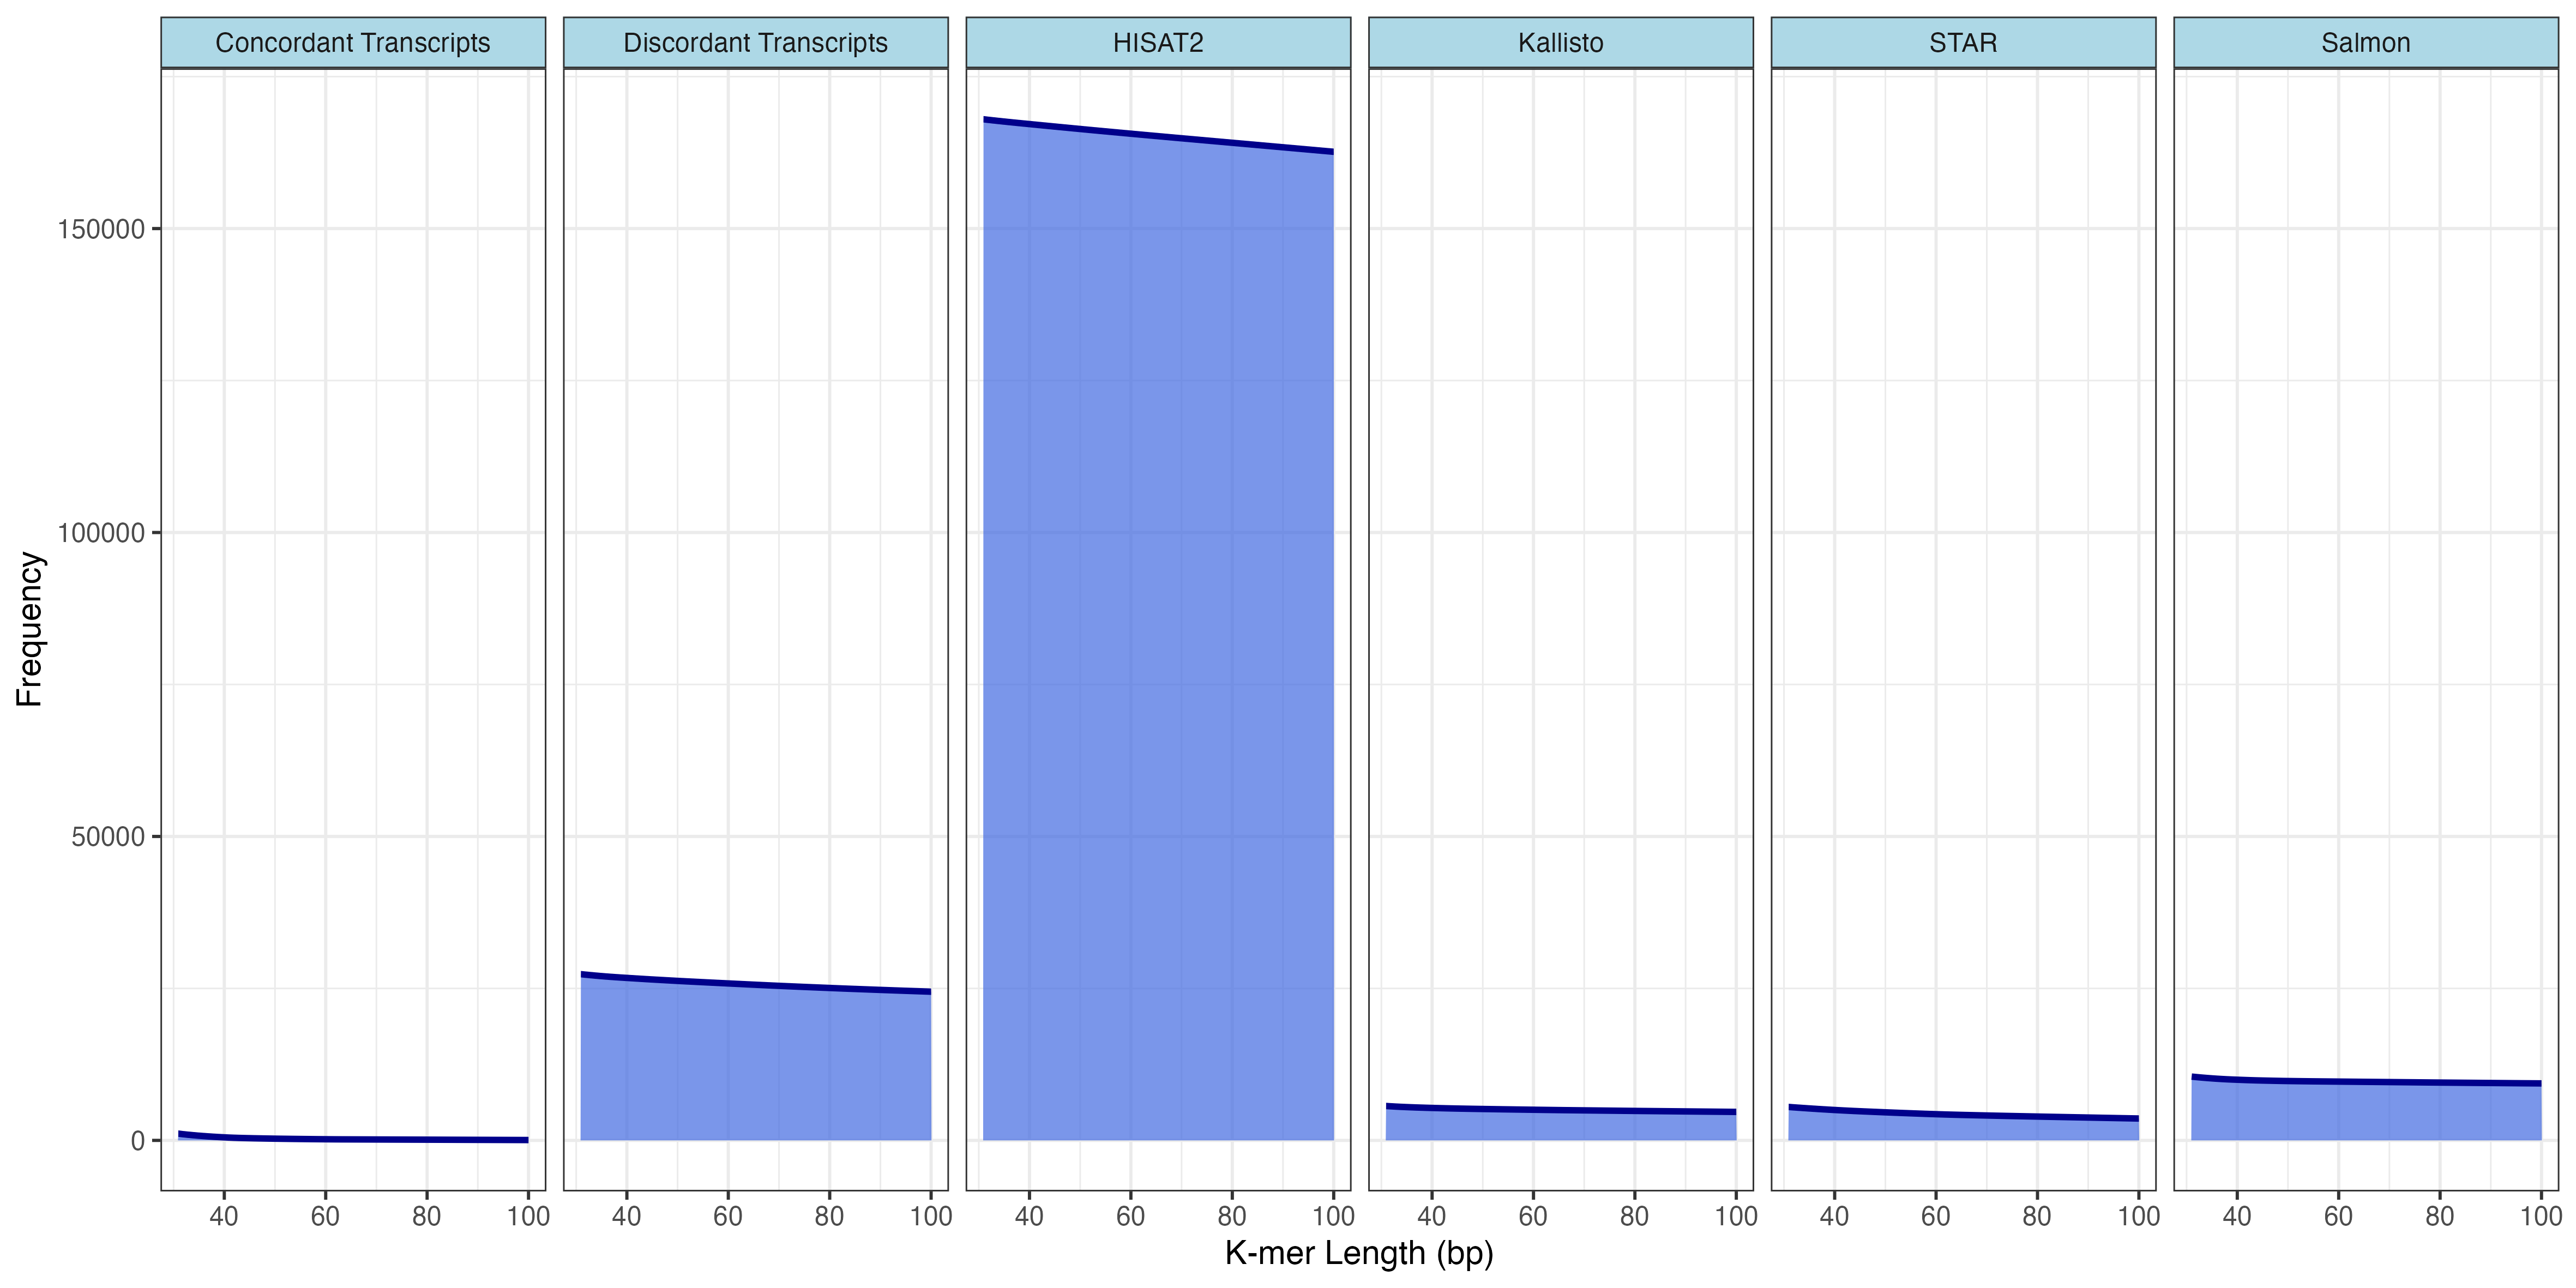 Concordant Transcripts Discordant Transcripts HISAT2 Kallisto STAR Salmon
150000
100000
50000
0
Frequency
40 60 80 100 40 60 80 100 40 60 80 100 40 60 80 100 40 60 80 100 40 60 80 100
K-mer Length (bp)